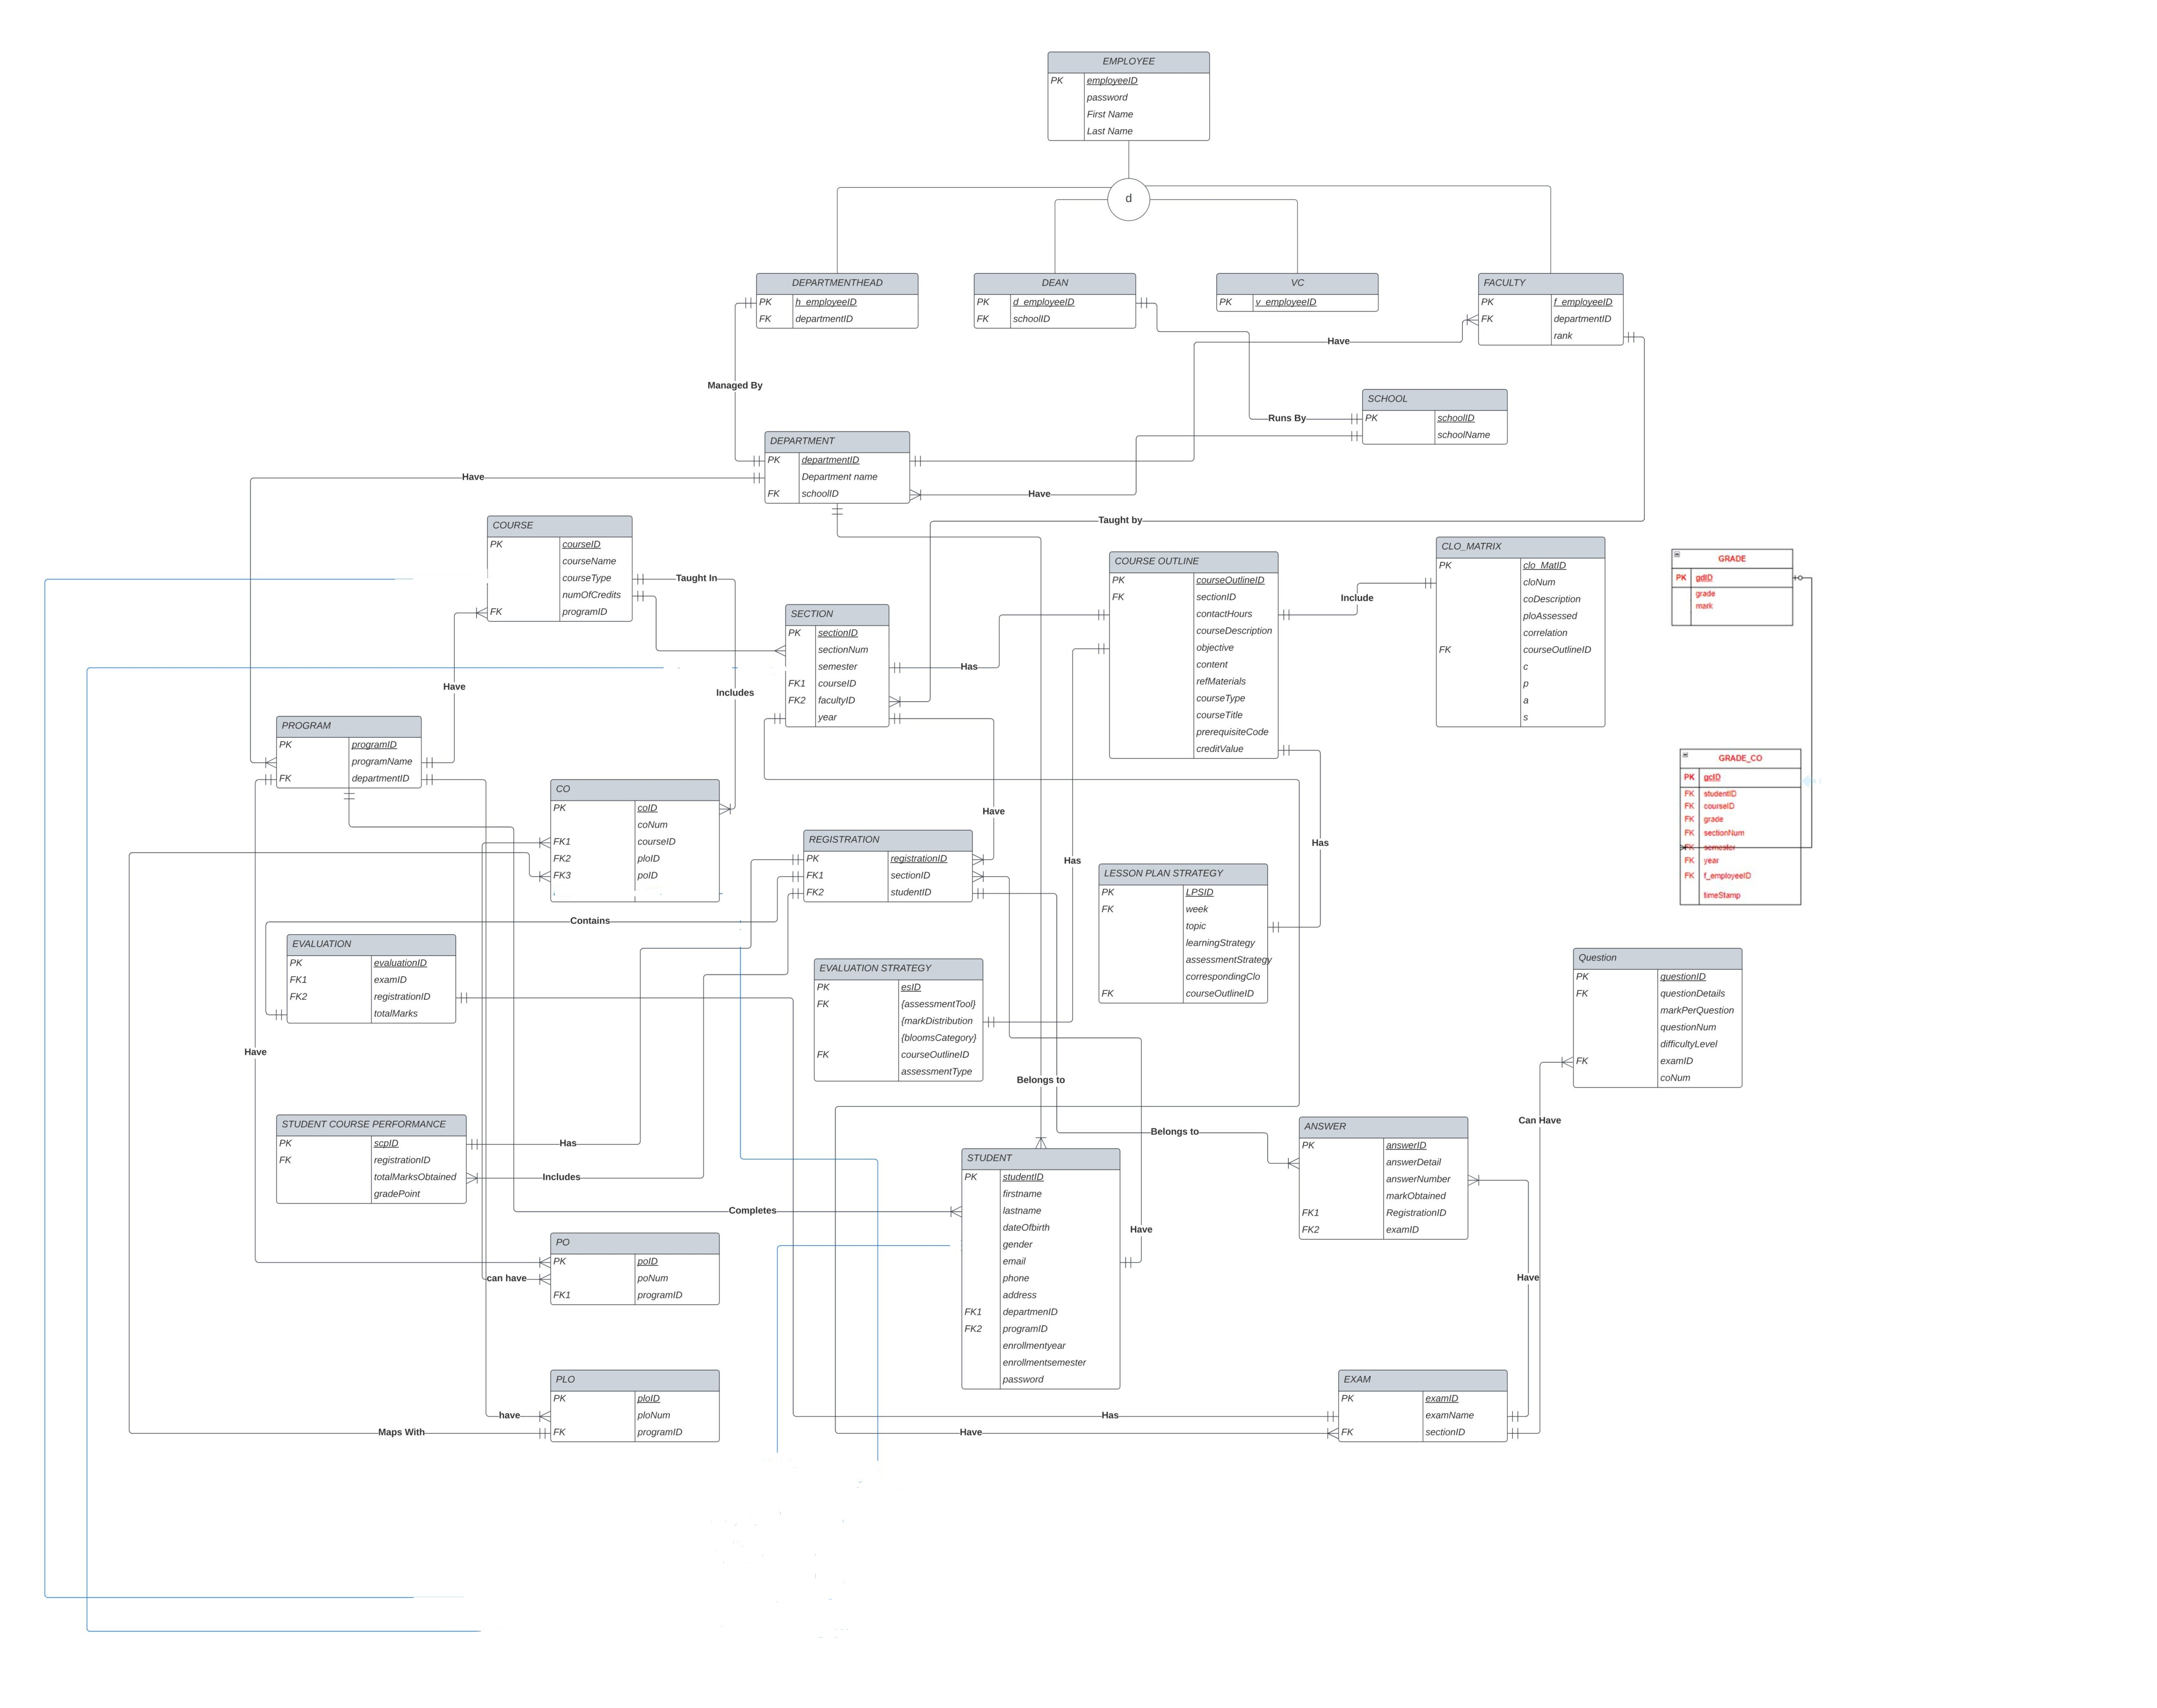 EMPLOYEE
PK employeeID
password
First Name
Last Name
d
DEPARTMENTHEAD
PK h_employeeID
FK departmentID
DEAN
PK d_employeeID
FK schoolID
VC
PK v_employeeID
FACULTY
PK f_employeeID
FK departmentID
rank
Have
Managed By
SCHOOL
PK schoolID
schoolName
Runs By
DEPARTMENT
PK departmentID
Department name
FK schoolID
Have
Have
Taught by
COURSE
PK courseID
courseName
courseType
numOfCredits
FK programID
Taught In
SECTION
PK sectionID
sectionNum
semester
FK1 courseID
FK2 facultyID
year
Has
Includes
Have
COURSE OUTLINE
PK courseOutlineID
FK sectionID
contactHours
courseDescription
objective
content
refMaterials
courseType
courseTitle
prerequisiteCode
creditValue
Include
CLO_MATRIX
PK clo_MatID
cloNum
coDescription
ploAssessed
correlation
FK courseOutlineID
c
p
a
s
GRADE
PK gdID
grade
mark
GRADE_CO
PK gcID
FK studentID
FK courseID
FK grade
FK sectionNum
FK semester
FK year
FK f_employeeID
timeStamp
PROGRAM
PK programID
programName
FK departmentID
CO
PK coID
coNum
FK1 courseID
FK2 ploID
FK3 poID
Have
REGISTRATION
PK registrationID
FK1 sectionID
FK2 studentID
Has
Has
LESSON PLAN STRATEGY
PK LPSID
FK week
topic
learningStrategy
assessmentStrategy
correspondingClo
FK courseOutlineID
Contains
EVALUATION
PK evaluationID
FK1 examID
FK2 registrationID
totalMarks
EVALUATION STRATEGY
PK esID
FK {assessmentTool}
{markDistribution
{bloomsCategory}
FK courseOutlineID
assessmentType
Question
PK questionID
FK questionDetails
markPerQuestion
questionNum
difficultyLevel
FK examID
coNum
Have
Belongs to
Can Have
STUDENT COURSE PERFORMANCE
PK scpID
FK registrationID
totalMarksObtained
gradePoint
Has
Includes
Belongs to
ANSWER
PK answerID
answerDetail
answerNumber
markObtained
FK1 RegistrationID
FK2 examID
STUDENT
PK studentID
firstname
lastname
dateOfbirth
gender
email
phone
address
FK1 departmenID
FK2 programID
enrollmentyear
enrollmentsemester
password
Completes
Have
PO
PK poID
poNum
FK1 programID
can have
Have
PLO
PK ploID
ploNum
FK programID
have
Maps With
EXAM
PK examID
examName
FK sectionID
Has
Have